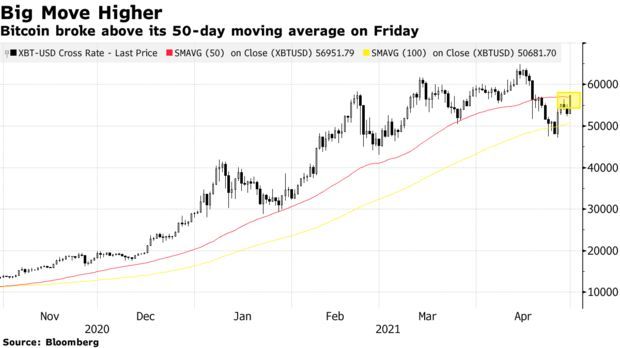 Big Move Higher
Bitcoin broke above its 50-day moving average on Friday
XBT-USD Cross Rate - Last Price SMAVG (50) on Close (XBTUSD) 56951.79 SMAVG (100) on Close (XBTUSD) 50681.70
60000
50000
40000
30000
20000
10000
Nov Dec Jan Feb Mar Apr
2020 2021
Source: Bloomberg